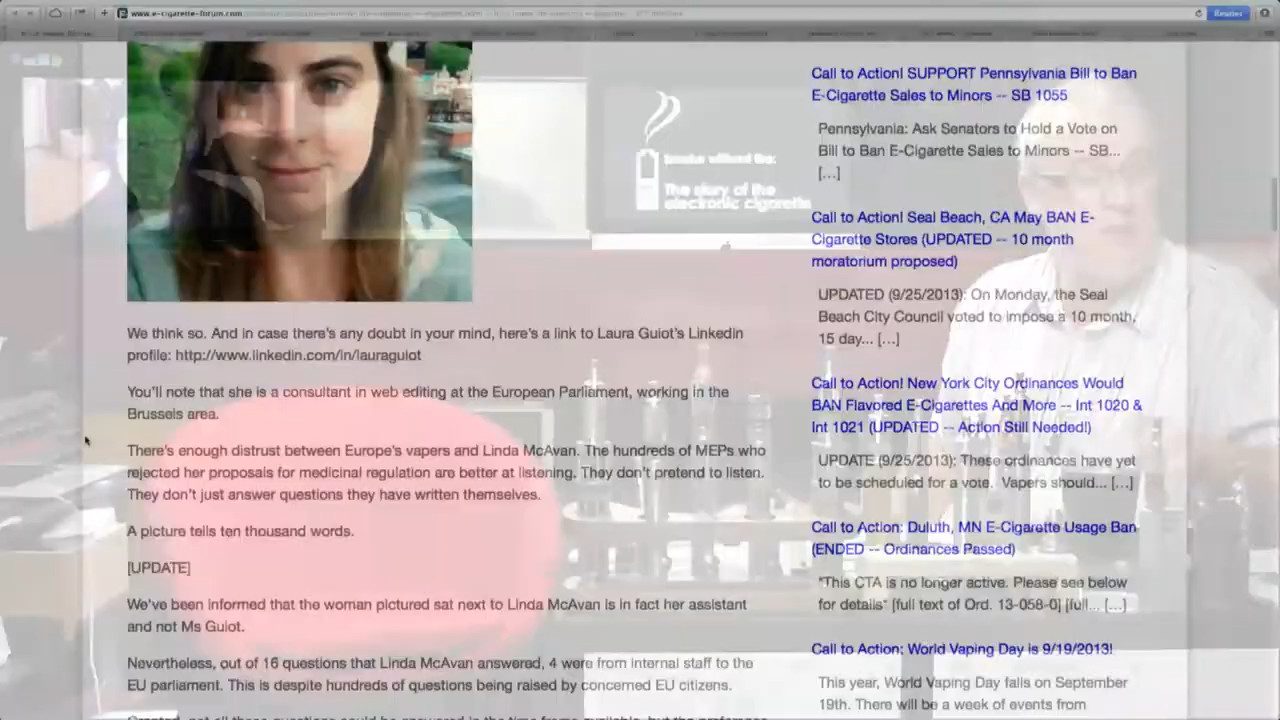 www.e-cigarette-forum.com
Reader
The story of the
electronic cigarette
We think so. And in case there's any doubt in your mind, here's a link to Laura Guiot's Linkedin
profile: http://www.linkedin.com/in/lauraguiot
You'll note that she is a consultant in web editing at the European Parliament, working in the
Brussels area.
There's enough distrust between Europe's vapers and Linda McAvan. The hundreds of MEPs who
rejected her proposals for medicinal regulation are better at listening. They don't pretend to listen.
They don't just answer questions they have written themselves.
A picture tells ten thousand words.
[UPDATE]
We've been informed that the woman pictured sat next to Linda McAvan is in fact her assistant
and not Ms Guiot.
Nevertheless, out of 16 questions that Linda McAvan answered, 4 were from internal staff to the
EU parliament. This is despite hundreds of questions being raised by concerned EU citizens.
Call to Action! SUPPORT Pennsylvania Bill to Ban
E-Cigarette Sales to Minors -- SB 1055
Pennsylvania: Ask Senators to Hold a Vote on
Bill to Ban E-Cigarette Sales to Minors -- SB...
[...]
Call to Action! Seal Beach, CA May BAN E-
Cigarette Stores (UPDATED -- 10 month
moratorium proposed)
UPDATED (9/25/2013): On Monday, the Seal
Beach City Council voted to impose a 10 month,
15 day... [...]
Call to Action! New York City Ordinances Would
BAN Flavored E-Cigarettes And More -- Int 1020 &
Int 1021 (UPDATED -- Action Still Needed!)
UPDATE (9/25/2013): These ordinances have yet
to be scheduled for a vote. Vapers should... [...]
Call to Action: Duluth, MN E-Cigarette Usage Ban
(ENDED -- Ordinances Passed)
"This CTA is no longer active. Please see below
for details" [full text of Ord. 13-058-0] [full... [...]
Call to Action: World Vaping Day is 9/19/2013!
This year, World Vaping Day falls on September
19th. There will be a week of events from